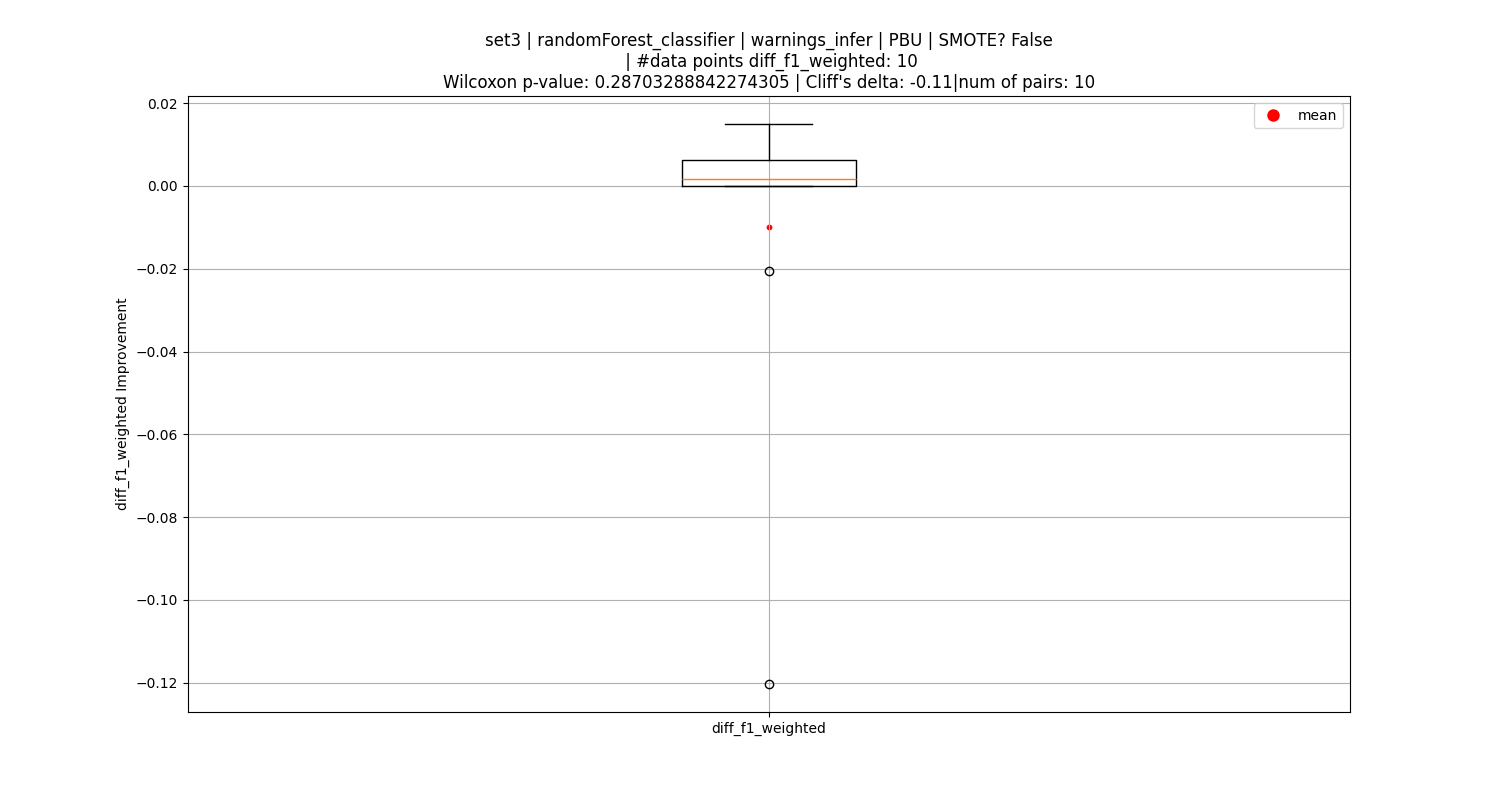 set3 | randomForest_classifier | warnings_infer | PBU | SMOTE? False
| #data points diff_f1_weighted: 10
Wilcoxon p-value: 0.28703288842274305 | Cliff's delta: -0.11|num of pairs: 10
mean
0.02
0.00
−0.02
−0.04
−0.06
−0.08
−0.10
−0.12
diff_f1_weighted Improvement
diff_f1_weighted